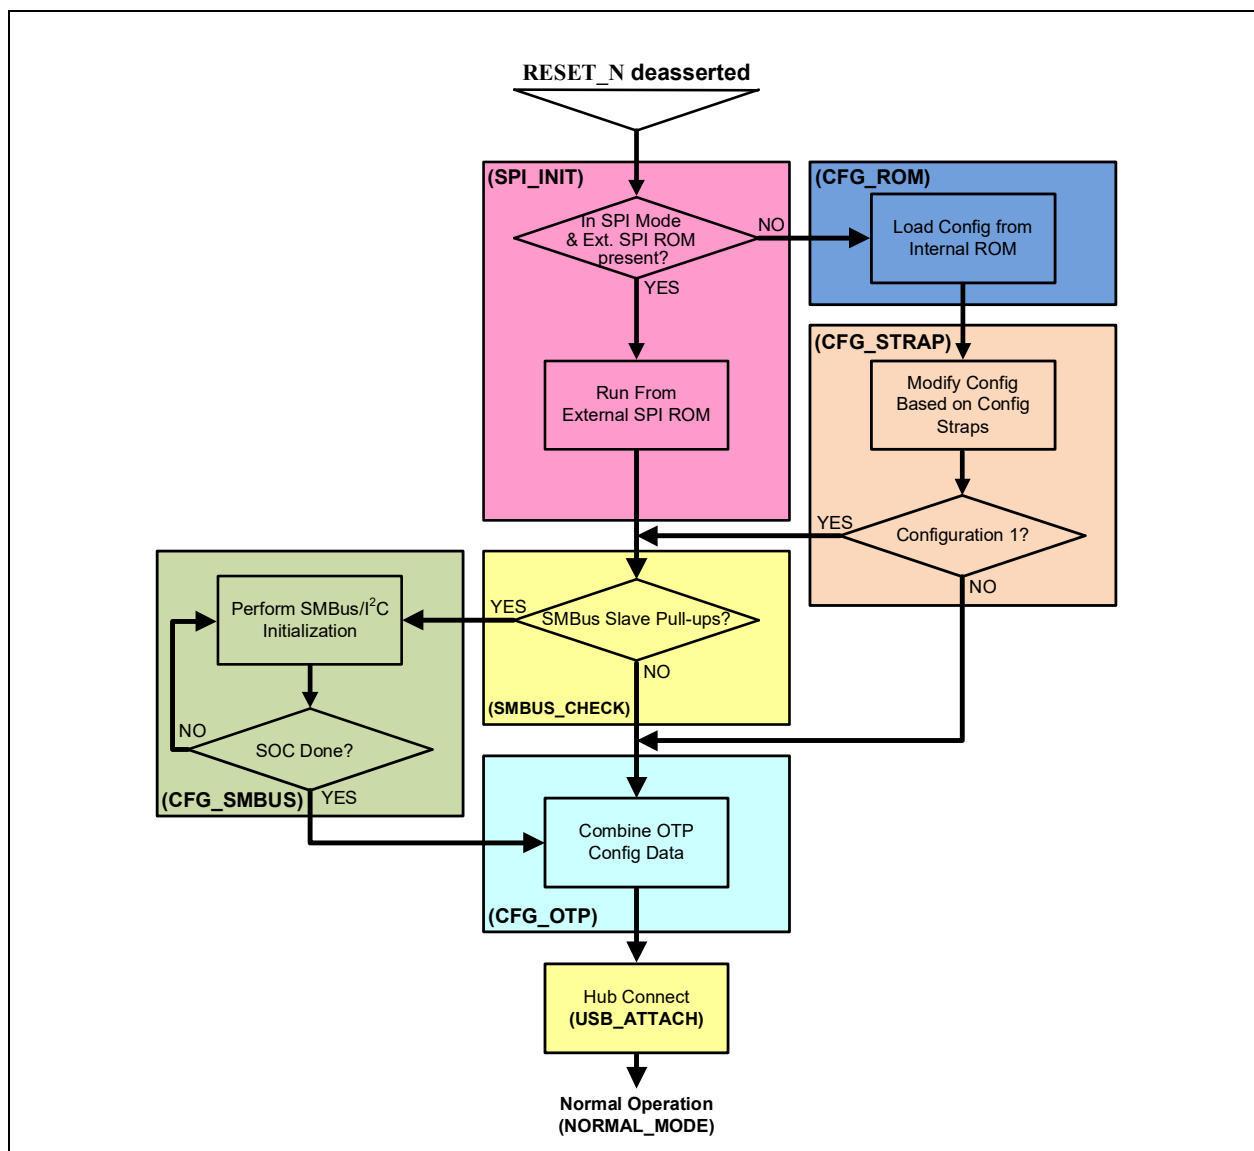 RESET_N deasserted
(SPI_INIT)
In SPI Mode
& Ext. SPI ROM
present?
NO
YES
Run From
External SPI ROM
(CFG_ROM)
Load Config from
Internal ROM
(CFG_STRAP)
Modify Config
Based on Config
Straps
Configuration 1?
YES
NO
SMBus Slave Pull-ups?
YES
NO
(SMBUS_CHECK)
Perform SMBus/I²C
Initialization
SOC Done?
NO
YES
(CFG_SMBUS)
Combine OTP
Config Data
(CFG_OTP)
Hub Connect
(USB_ATTACH)
Normal Operation
(NORMAL_MODE)